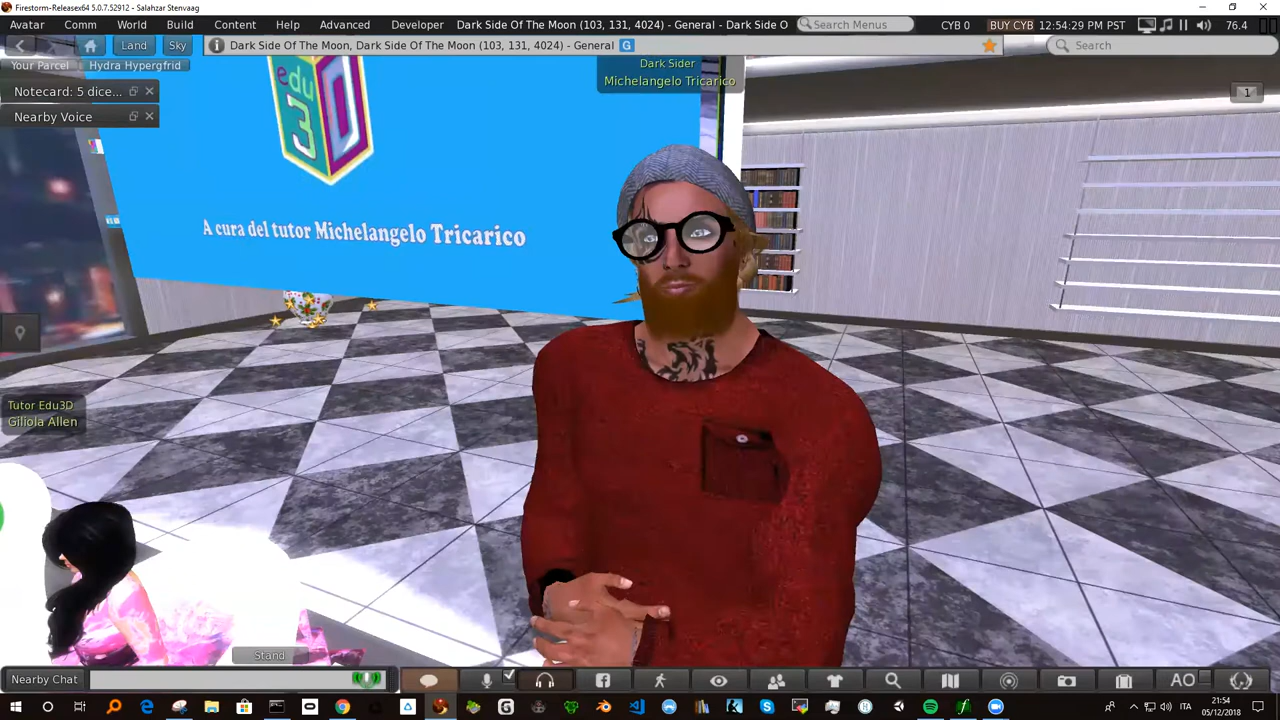 Firestorm-Releasex64 5.0.7.52912 - Salahzar Stenvaag
Avatar Comm World Build Content Help Advanced Developer Dark Side Of The Moon (103, 131, 4024) - General - Dark Side O Search Menus CYB 0 BUY CYB 12:54:29 PM PST 76.4
Land Sky Dark Side Of The Moon, Dark Side Of The Moon (103, 131, 4024) - General G Search
Your Parcel Hydra Hypergfrid
Dark Sider
Michelangelo Tricarico
Notecard: 5 dice...
1
Nearby Voice
edu
3D
A cura del tutor Michelangelo Tricarico
Tutor Edu3D
Giliola Allen
Stand
Nearby Chat
AO
21:54
ITA
05/12/2018